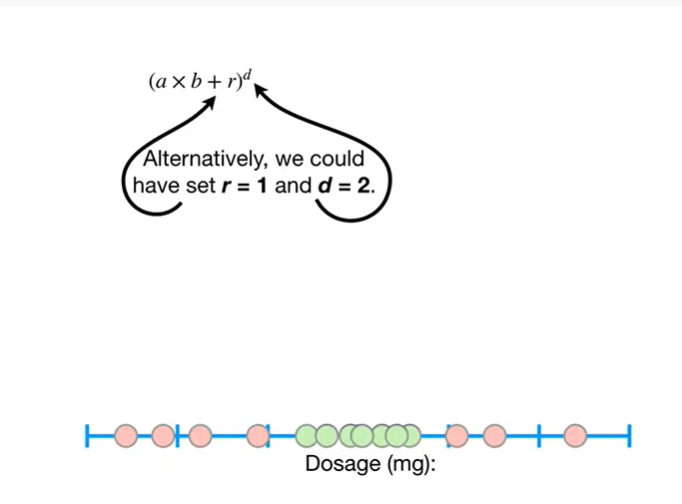 (a × b + r)^d
Alternatively, we could
have set r = 1 and d = 2.
Dosage (mg):